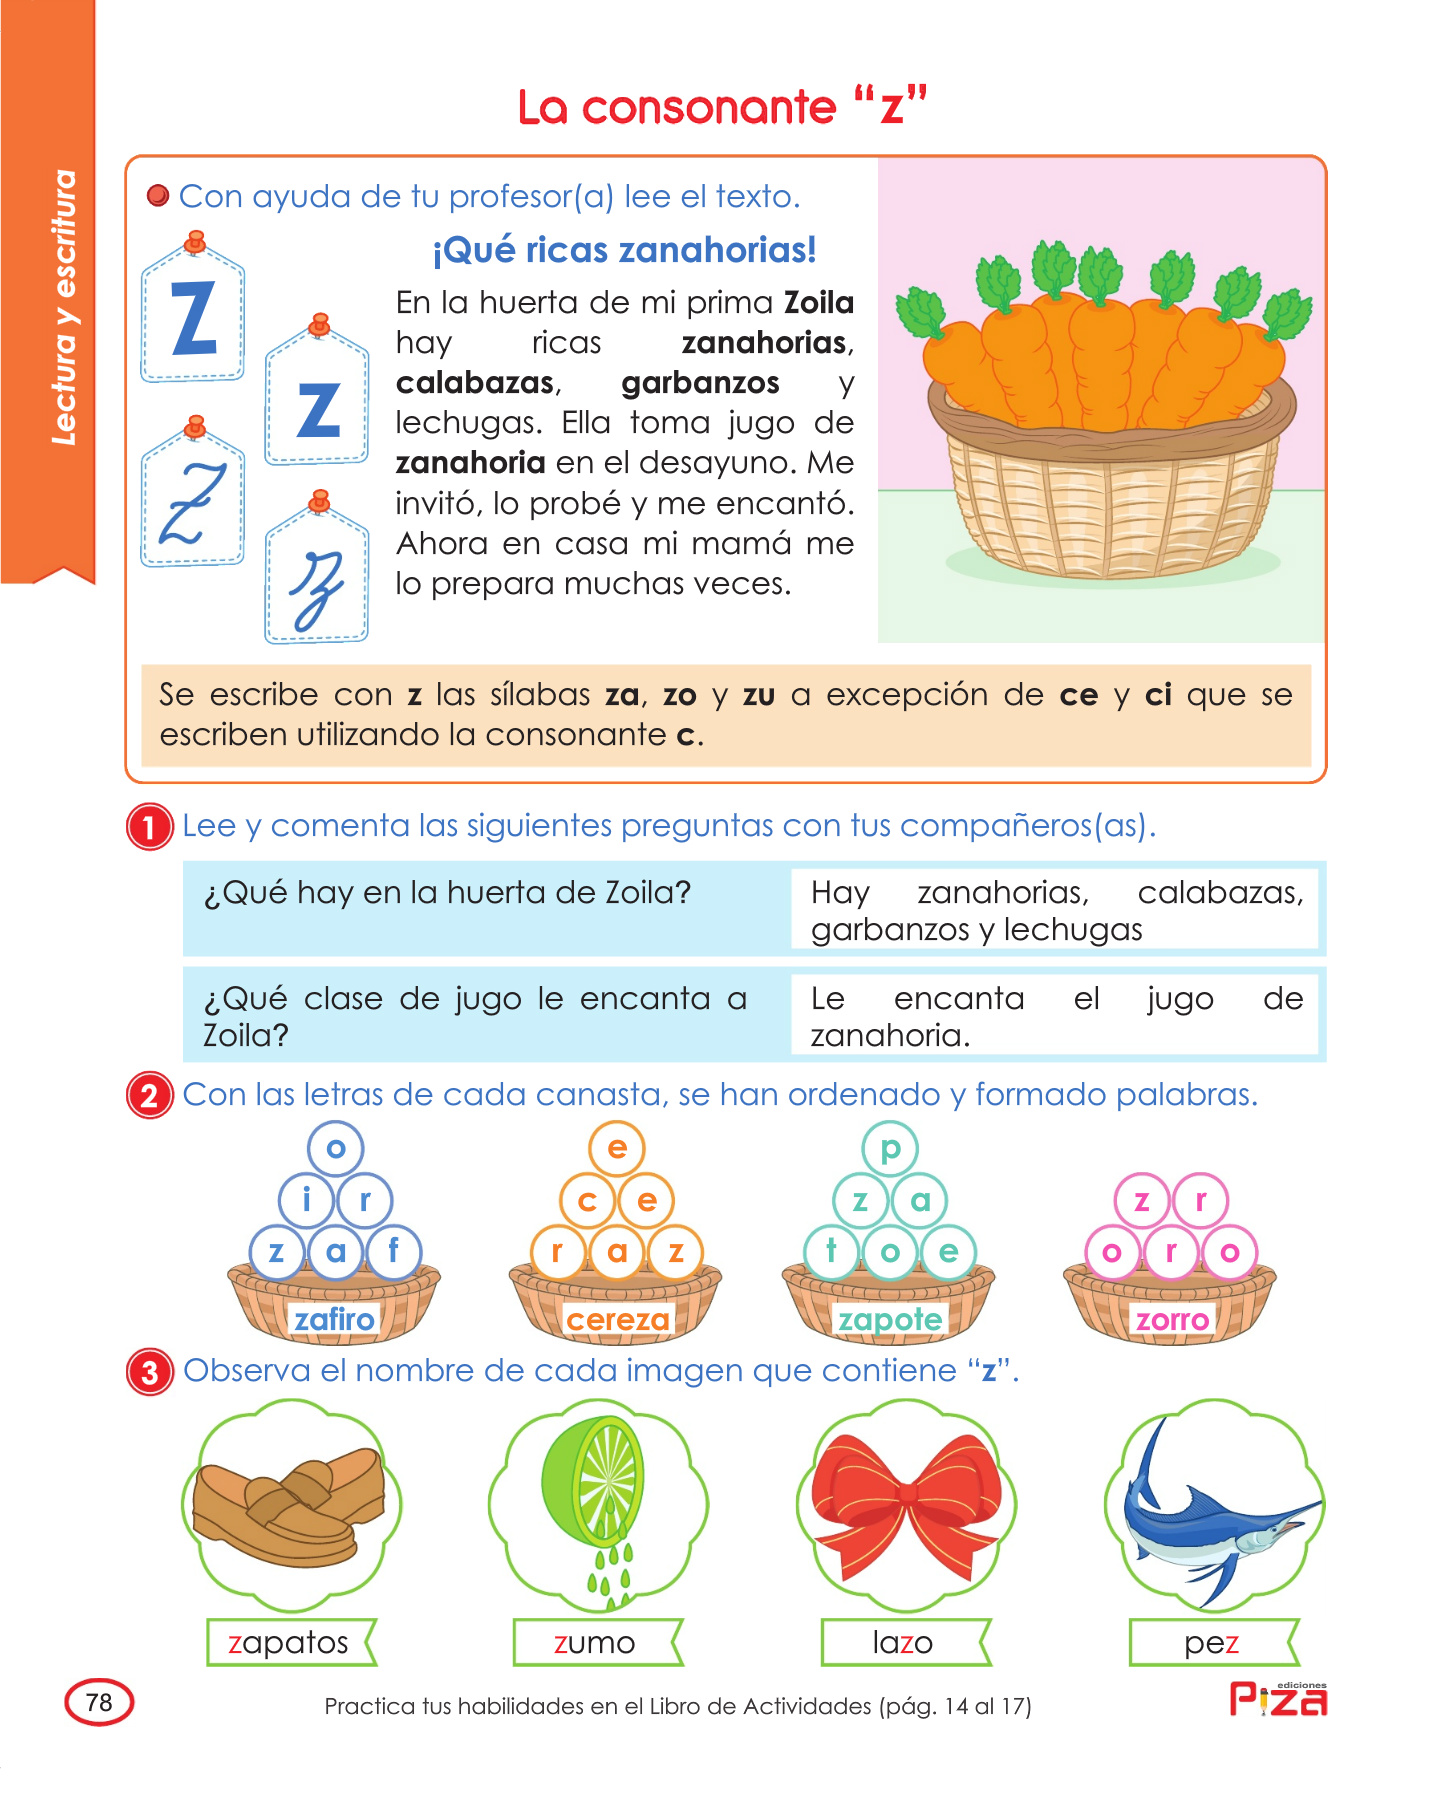 Lectura y escritura
La consonante “z”
Con ayuda de tu profesor(a) lee el texto.
Z
z
Z
z
¡Qué ricas zanahorias!
En la huerta de mi prima Zoila
hay ricas zanahorias,
calabazas, garbanzos y
lechugas. Ella toma jugo de
zanahoria en el desayuno. Me
invitó, lo probé y me encantó.
Ahora en casa mi mamá me
lo prepara muchas veces.
Se escribe con z las sílabas za, zo y zu a excepción de ce y ci que se
escriben utilizando la consonante c.
1 Lee y comenta las siguientes preguntas con tus compañeros(as).
¿Qué hay en la huerta de Zoila?
Hay zanahorias, calabazas,
garbanzos y lechugas
¿Qué clase de jugo le encanta a
Zoila?
Le encanta el jugo de
zanahoria.
2 Con las letras de cada canasta, se han ordenado y formado palabras.
o
i r
z a f
zafiro
e
c e
r a z
cereza
p
z a
t o e
zapote
z r
o r o
zorro
3 Observa el nombre de cada imagen que contiene “z”.
zapatos
zumo
lazo
pez
78
Practica tus habilidades en el Libro de Actividades (pág. 14 al 17)
ediciones
Piza